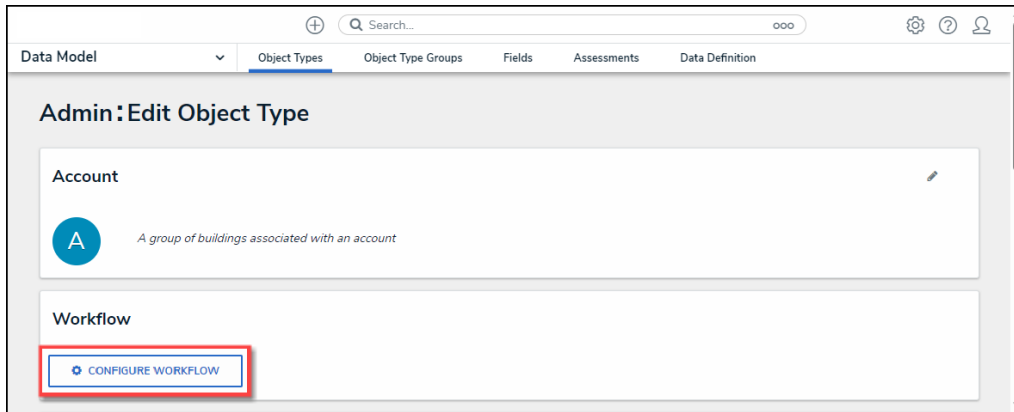 Search...
Data Model Object Types Object Type Groups Fields Assessments Data Definition
Admin:Edit Object Type
Account
A
A group of buildings associated with an account
Workflow
CONFIGURE WORKFLOW